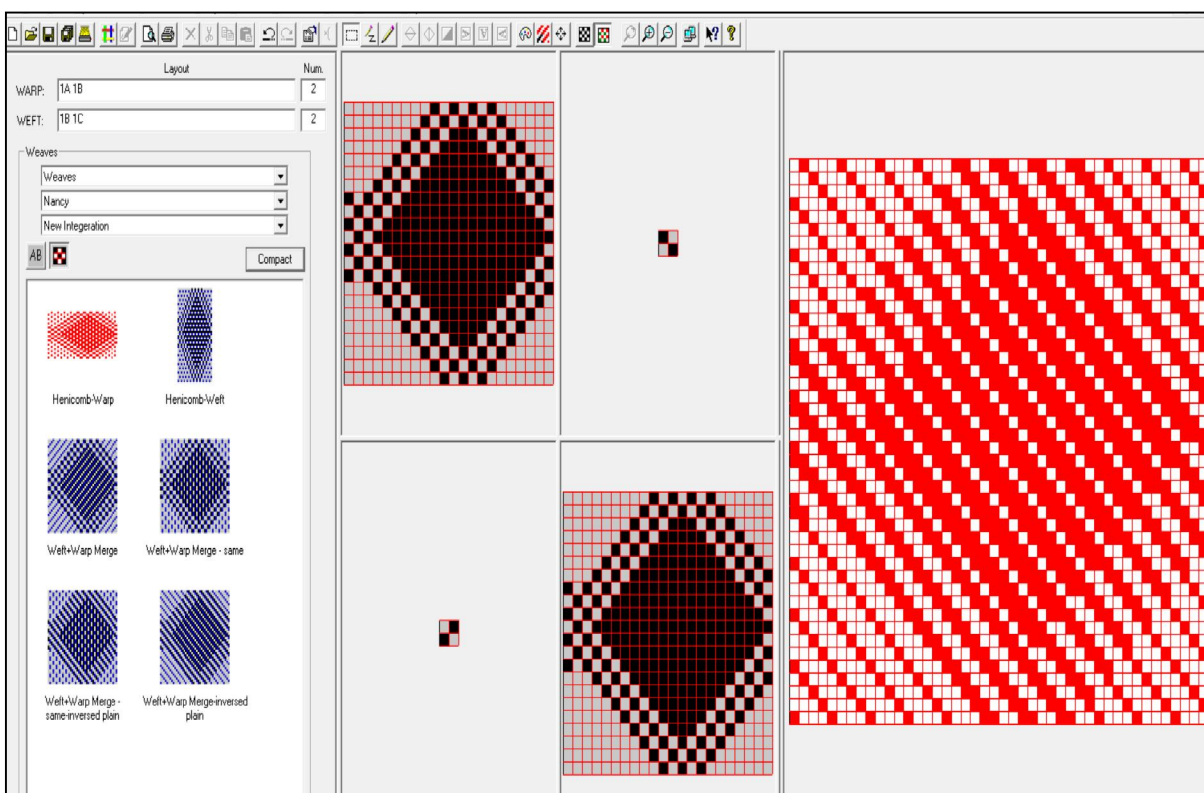 Layout Num.
WARP: 1A 1B 2
WEFT: 1B 1C 2
Weaves
Weaves
Nancy
New Integeration
AB Compact
Henicomb-Warp Henicomb-Weft
Weft+Warp Merge Weft+Warp Merge - same
Weft+Warp Merge - Weft+Warp Merge-inversed
same-inversed plain plain